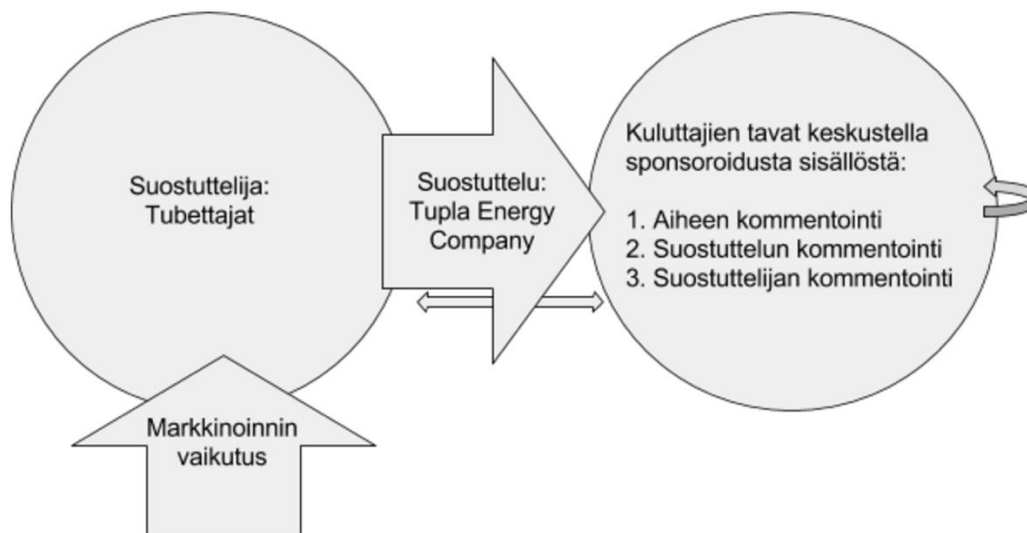 Suostuttelija:
Tubettajat
Suostuttelu:
Tupla Energy
Company
Kuluttajien tavat keskustella
sponsoroidusta sisällöstä:
1. Aiheen kommentointi
2. Suostuttelun kommentointi
3. Suostuttelijan kommentointi
Markkinoinnin
vaikutus